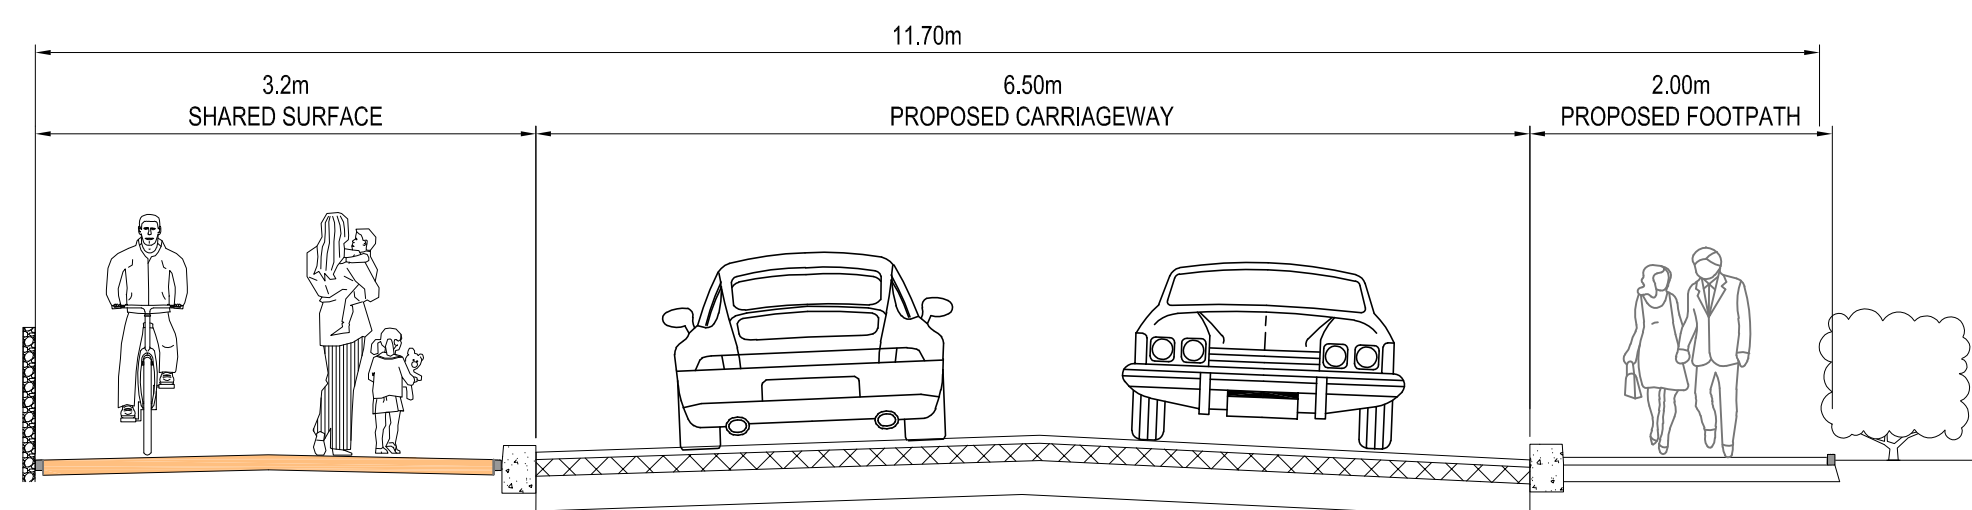 11.70m
3.2m
SHARED SURFACE
6.50m
PROPOSED CARRIAGEWAY
2.00m
PROPOSED FOOTPATH